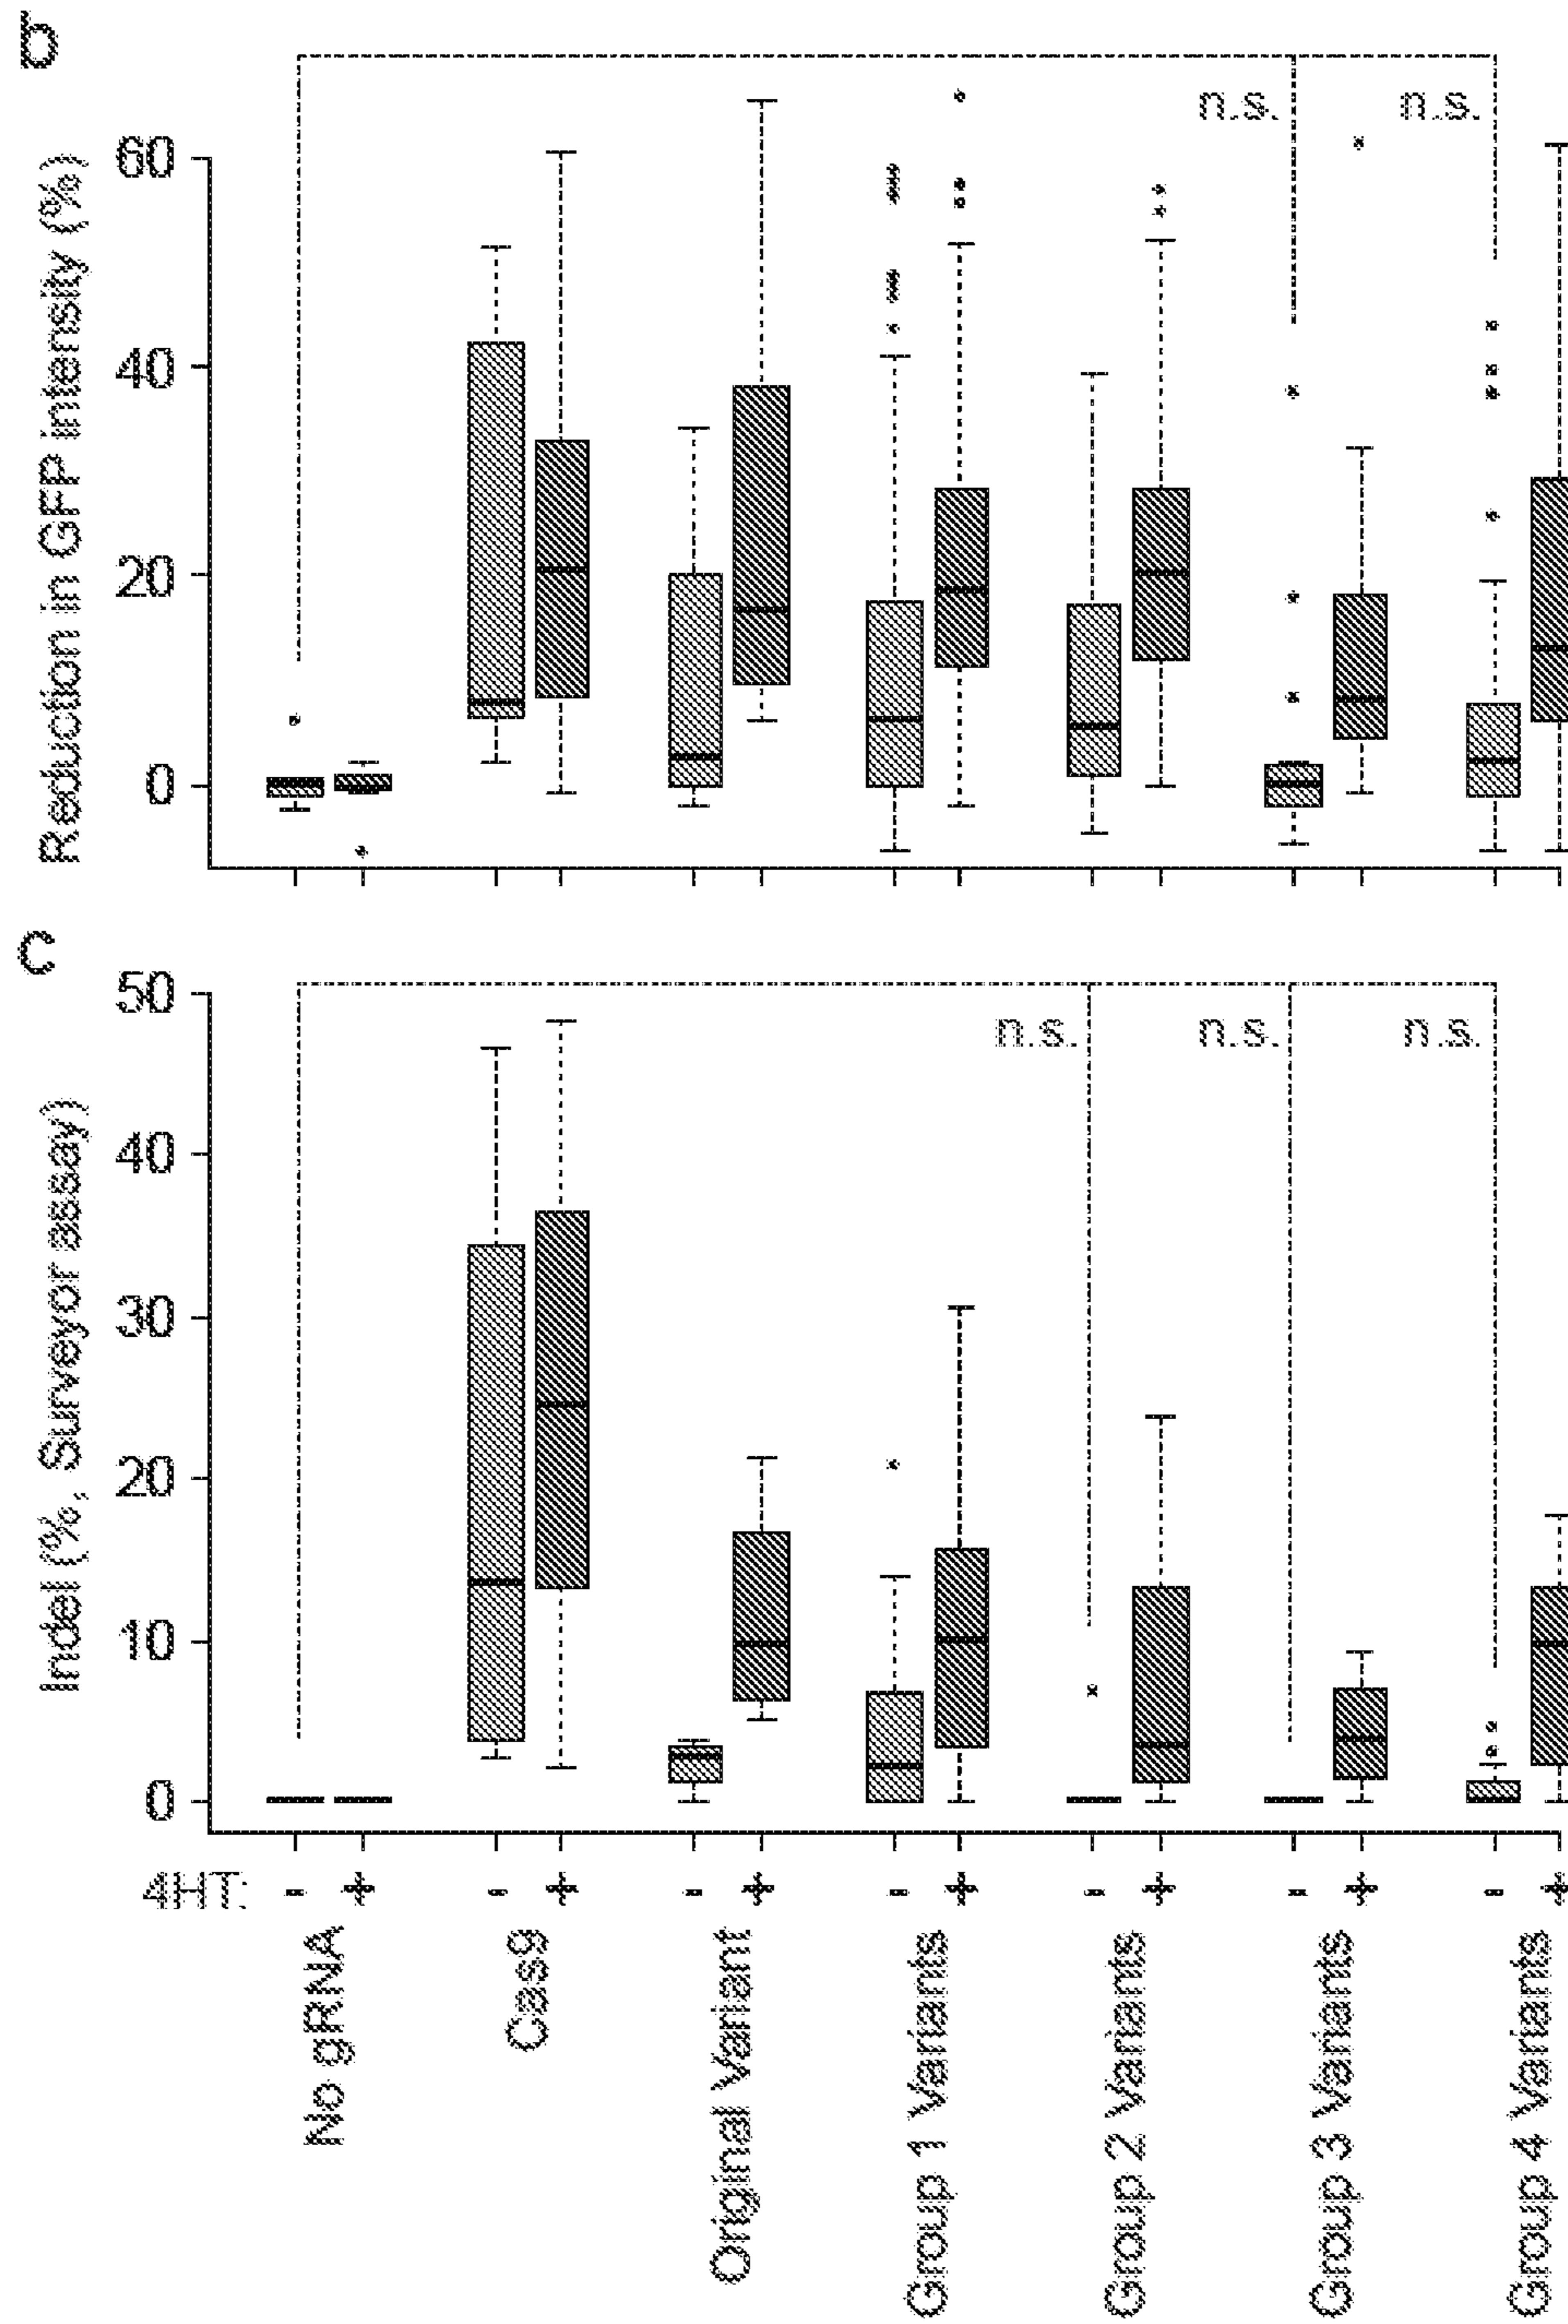 b
Reduction in GFP intensity (%)
60
40
20
0
n.s.
n.s.
c
Indel (%, Surveyor assay)
50
40
30
20
10
0
n.s.
n.s.
n.s.
4HT: - + - + - + - + - + - + - +
No gRNA
Cas9
Original Variant
Group 1 Variants
Group 2 Variants
Group 3 Variants
Group 4 Variants